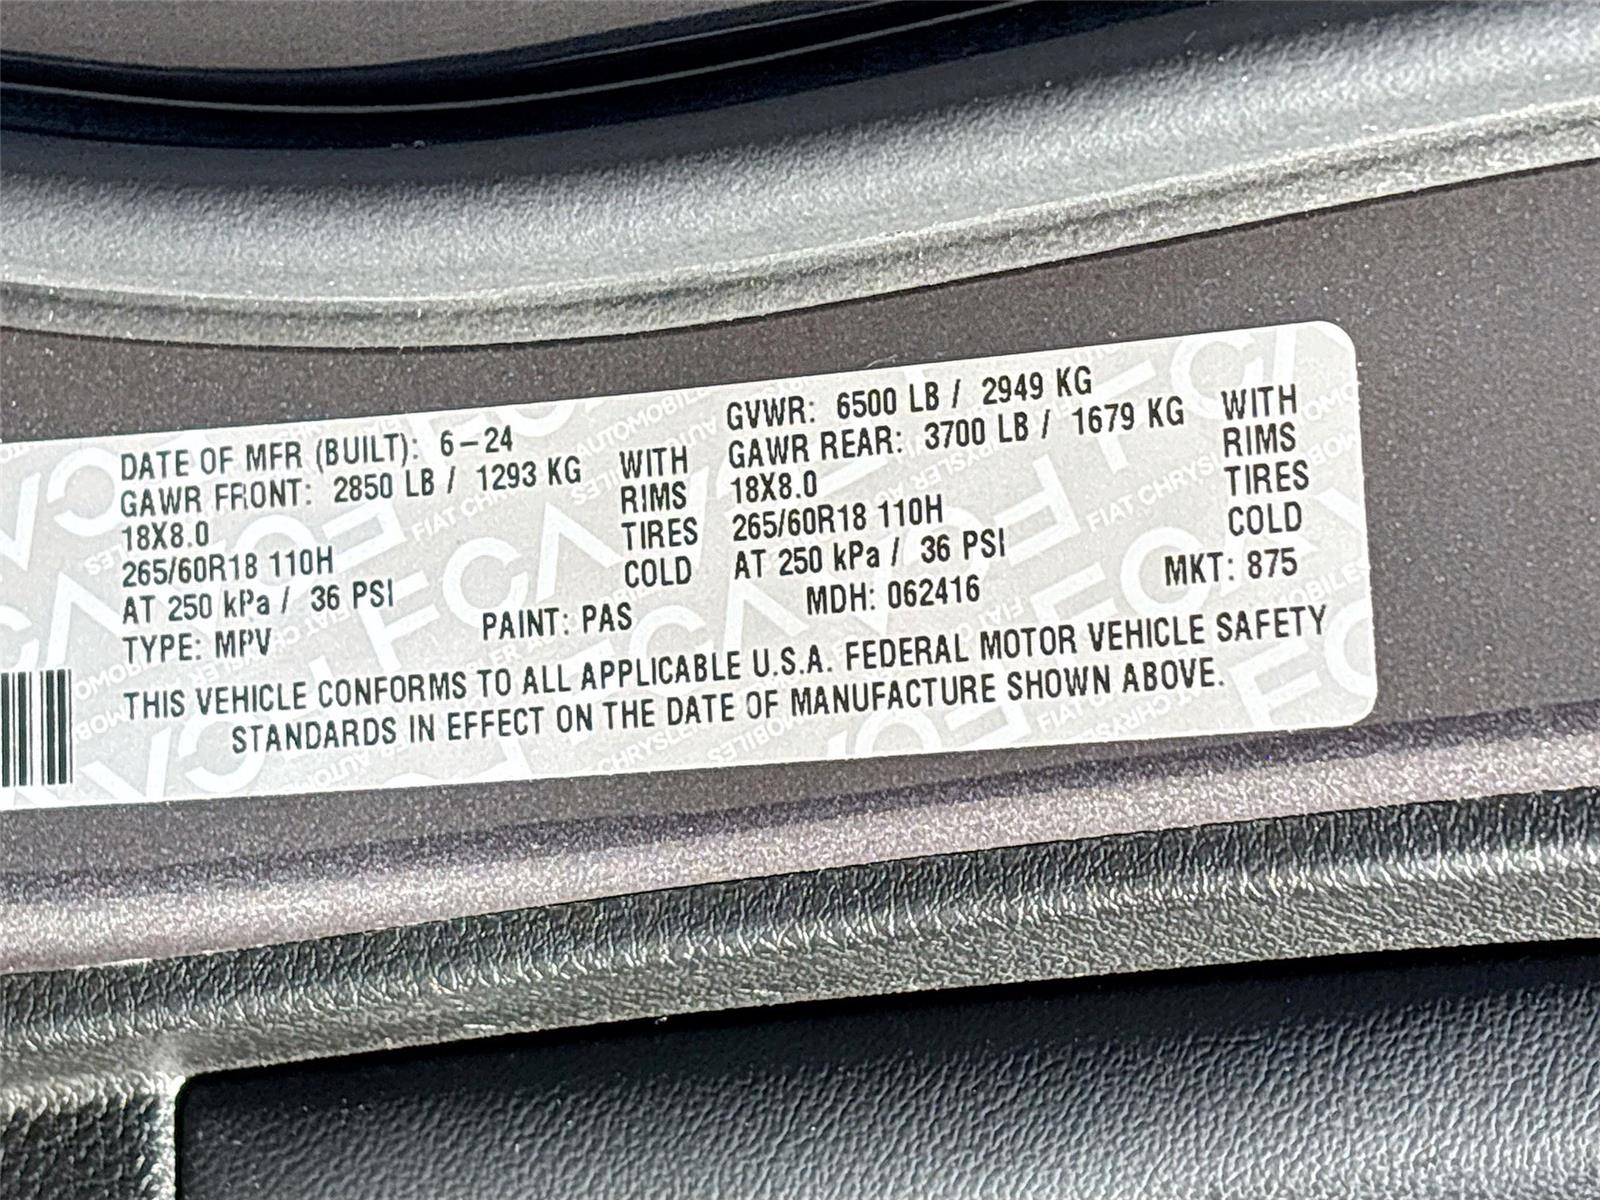 DATE OF MFR (BUILT): 6-24 GVWR: 6500 LB / 2949 KG
GAWR FRONT: 2850 LB / 1293 KG WITH GAWR REAR: 3700 LB / 1679 KG WITH
18X8.0 RIMS 18X8.0 RIMS
265/60R18 110H TIRES 265/60R18 110H TIRES
AT 250 kPa / 36 PSI COLD AT 250 kPa / 36 PSI COLD
TYPE: MPV PAINT: PAS MDH: 062416 MKT: 875
THIS VEHICLE CONFORMS TO ALL APPLICABLE U.S.A. FEDERAL MOTOR VEHICLE SAFETY
STANDARDS IN EFFECT ON THE DATE OF MANUFACTURE SHOWN ABOVE.